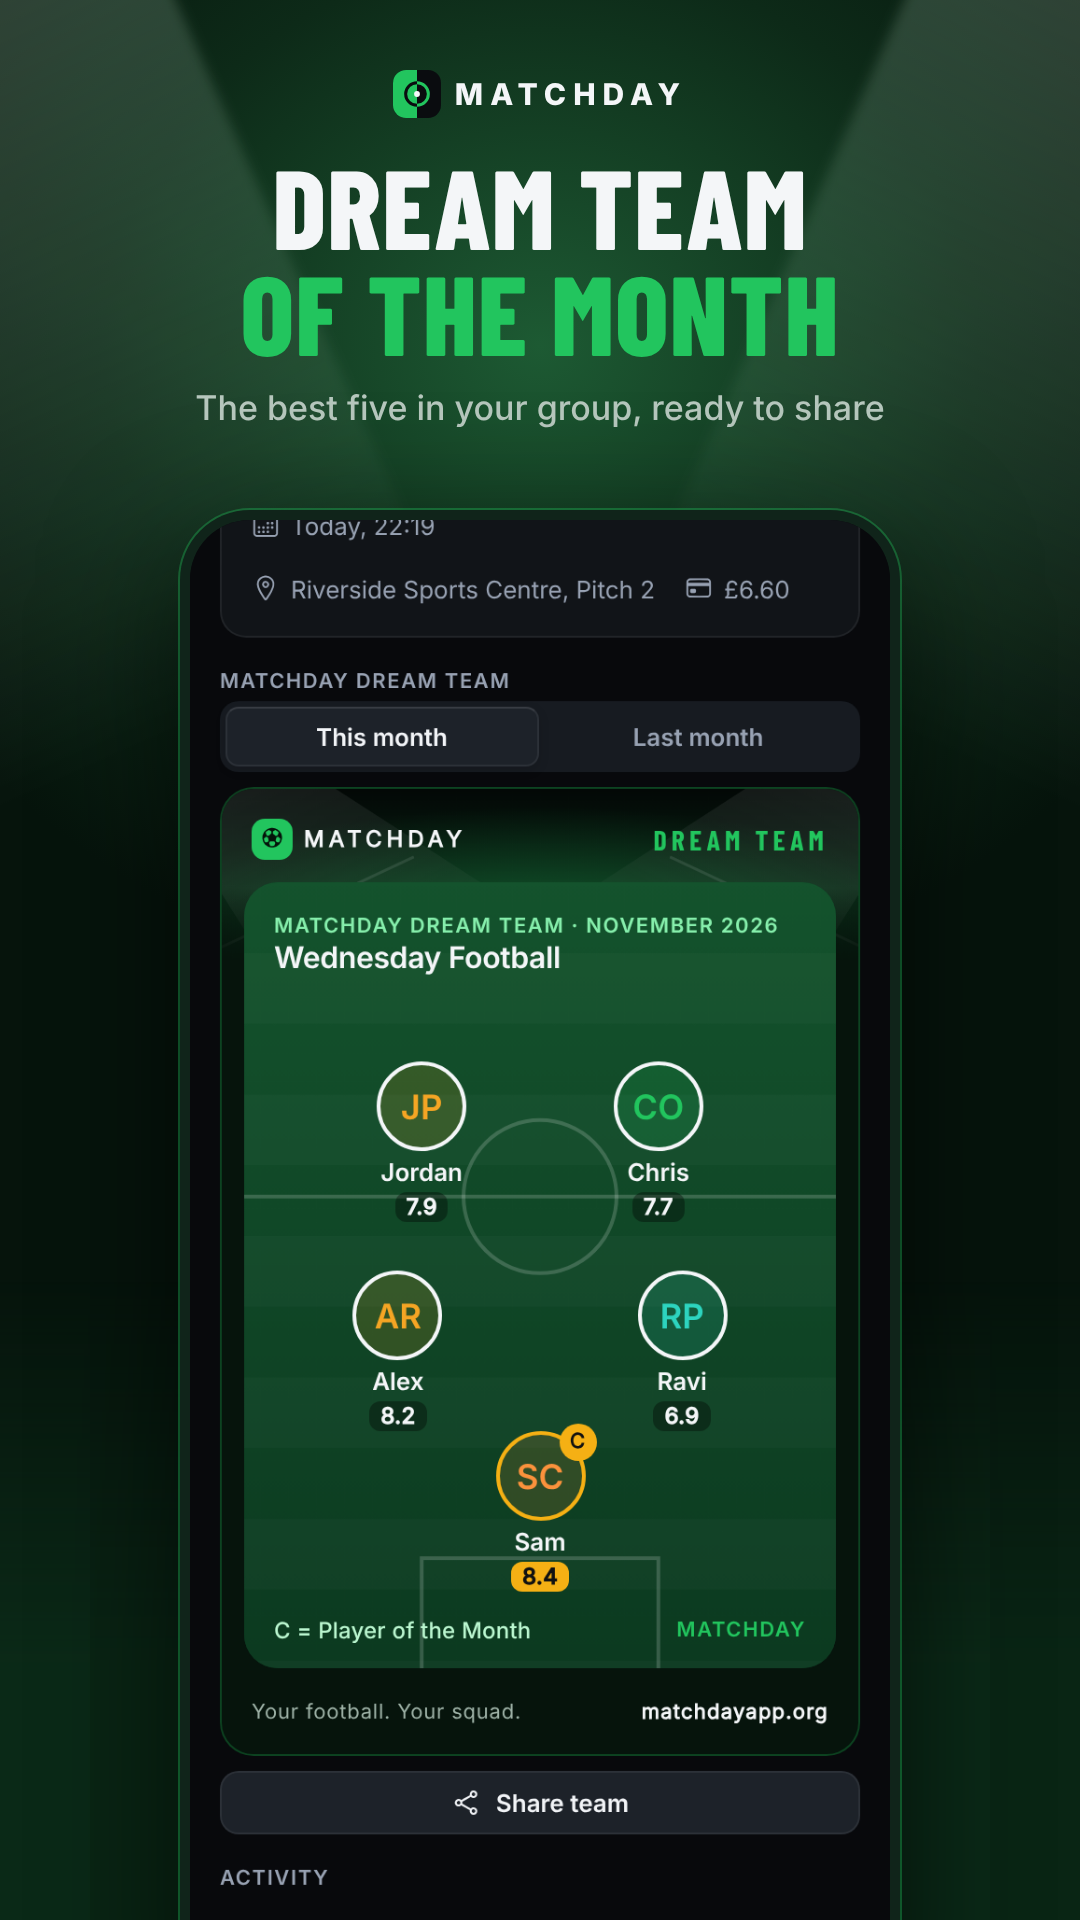 MATCHDAY
DREAM TEAM
OF THE MONTH
The best five in your group, ready to share
Today, 22:19
Riverside Sports Centre, Pitch 2 £6.60
MATCHDAY DREAM TEAM
This month Last month
MATCHDAY DREAM TEAM
MATCHDAY DREAM TEAM · NOVEMBER 2026
Wednesday Football
JP CO
Jordan Chris
7.9 7.7
AR RP
Alex Ravi
8.2 6.9
C
SC
Sam
8.4
C = Player of the Month MATCHDAY
Your football. Your squad. matchdayapp.org
Share team
ACTIVITY